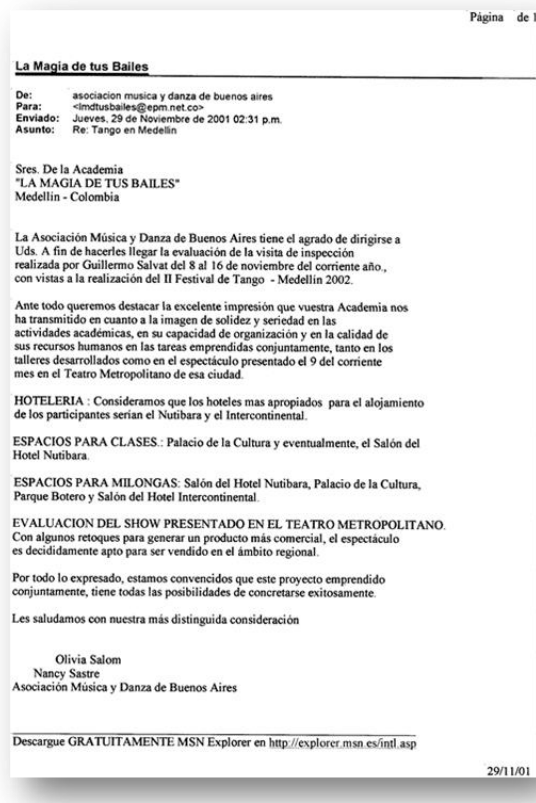 Página de 1
La Magia de tus Bailes
De: asociacion musica y danza de buenos aires
Para: <lmdtusbailes@epm.net.co>
Enviado: Jueves, 29 de Noviembre de 2001 02:31 p.m.
Asunto: Re: Tango en Medellin
Sres. De la Academia
"LA MAGIA DE TUS BAILES"
Medellin - Colombia
La Asociación Música y Danza de Buenos Aires tiene el agrado de dirigirse a
Uds. A fin de hacerles llegar la evaluación de la visita de inspección
realizada por Guillermo Salvat del 8 al 16 de noviembre del corriente año.,
con vistas a la realización del II Festival de Tango - Medellin 2002.
Ante todo queremos destacar la excelente impresión que vuestra Academia nos
ha transmitido en cuanto a la imagen de solidez y seriedad en las
actividades académicas, en su capacidad de organización y en la calidad de
sus recursos humanos en las tareas emprendidas conjuntamente, tanto en los
talleres desarrollados como en el espectáculo presentado el 9 del corriente
mes en el Teatro Metropolitano de esa ciudad.
HOTELERIA : Consideramos que los hoteles mas apropiados para el alojamiento
de los participantes serían el Nutibara y el Intercontinental.
ESPACIOS PARA CLASES.: Palacio de la Cultura y eventualmente, el Salón del
Hotel Nutibara.
ESPACIOS PARA MILONGAS: Salón del Hotel Nutibara, Palacio de la Cultura,
Parque Botero y Salón del Hotel Intercontinental.
EVALUACION DEL SHOW PRESENTADO EN EL TEATRO METROPOLITANO.
Con algunos retoques para generar un producto más comercial, el espectáculo
es decididamente apto para ser vendido en el ámbito regional.
Por todo lo expresado, estamos convencidos que este proyecto emprendido
conjuntamente, tiene todas las posibilidades de concretarse exitosamente.
Les saludamos con nuestra más distinguida consideración
Olivia Salom
Nancy Sastre
Asociación Música y Danza de Buenos Aires
Descargue GRATUITAMENTE MSN Explorer en http://explorer.msn.es/intl.asp
29/11/01